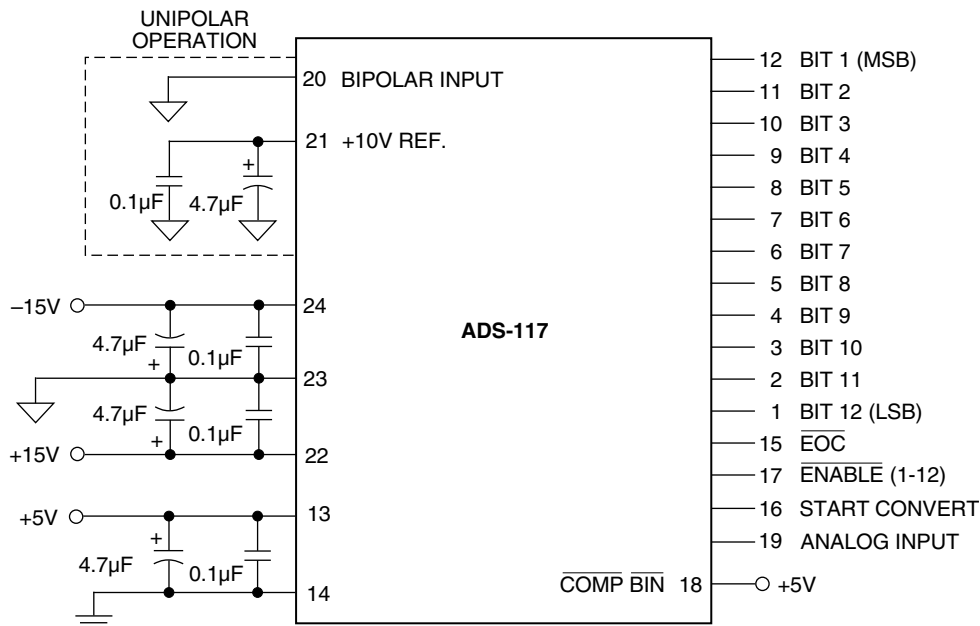 UNIPOLAR
OPERATION
20 BIPOLAR INPUT
21 +10V REF.
+
0.1µF
4.7µF
–15V
24
4.7µF
+
0.1µF
23
4.7µF
+
0.1µF
+15V
22
+5V
13
+
4.7µF
0.1µF
14
ADS-117
12 BIT 1 (MSB)
11 BIT 2
10 BIT 3
9 BIT 4
8 BIT 5
7 BIT 6
6 BIT 7
5 BIT 8
4 BIT 9
3 BIT 10
2 BIT 11
1 BIT 12 (LSB)
15 EOC
17 ENABLE (1-12)
16 START CONVERT
19 ANALOG INPUT
COMP BIN 18
+5V